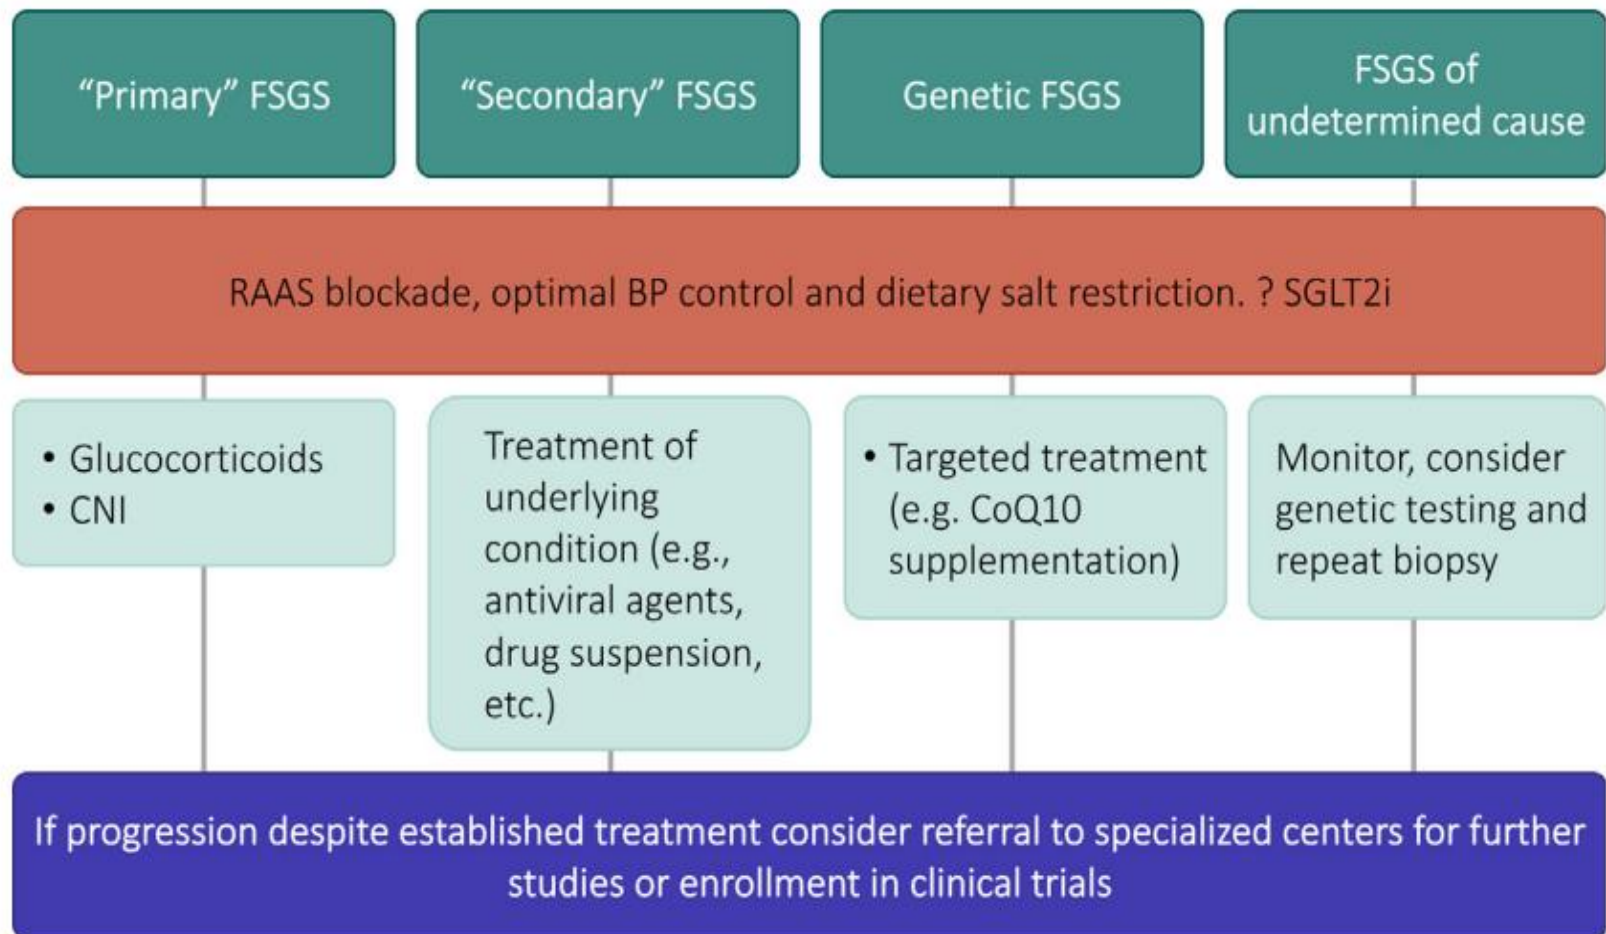 “Primary” FSGS
“Secondary” FSGS
Genetic FSGS
FSGS of
undetermined cause
RAAS blockade, optimal BP control and dietary salt restriction. ? SGLT2i
• Glucocorticoids
• CNI
Treatment of
underlying
condition (e.g.,
antiviral agents,
drug suspension,
etc.)
• Targeted treatment
(e.g. CoQ10
supplementation)
Monitor, consider
genetic testing and
repeat biopsy
If progression despite established treatment consider referral to specialized centers for further
studies or enrollment in clinical trials